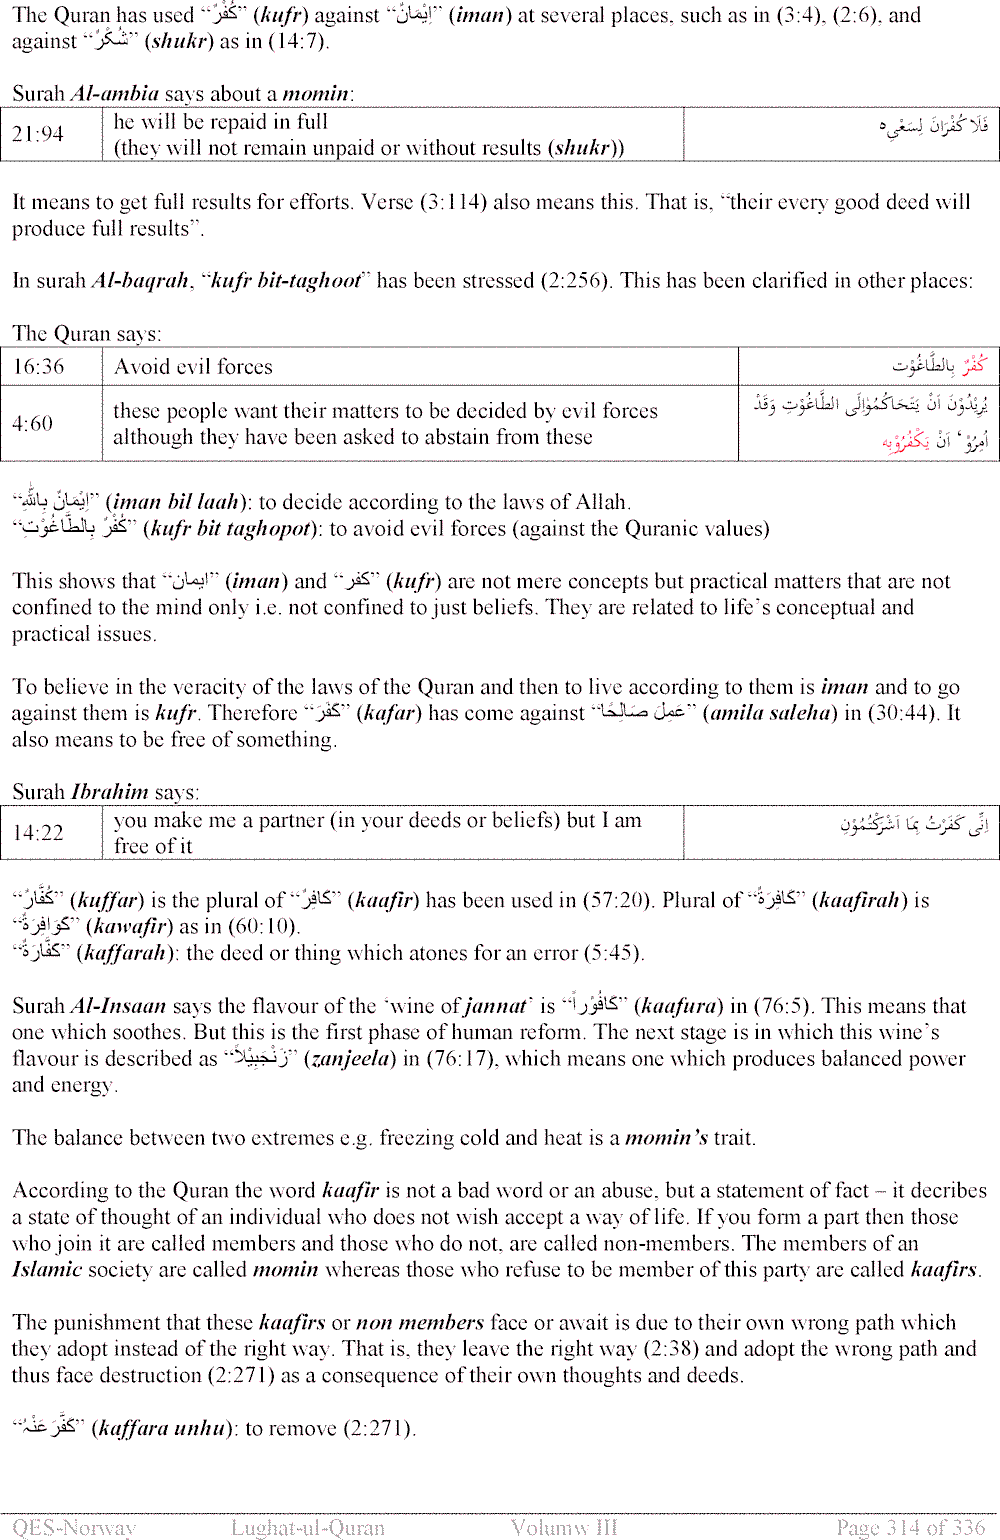 The Quran has used “كُفْرٌ” (kufr) against “اِيْمَانٌ” (iman) at several places, such as in (3:4), (2:6), and
against “شُكْرٌ” (shukr) as in (14:7).
Surah Al-ambia says about a momin:
21:94 he will be repaid in full
(they will not remain unpaid or without results (shukr)) فَلَا كُفْرَانَ لِسَعْيِہٖ
It means to get full results for efforts. Verse (3:114) also means this. That is, “their every good deed will
produce full results”.
In surah Al-baqrah, “kufr bit-taghoot” has been stressed (2:256). This has been clarified in other places:
The Quran says:
16:36 Avoid evil forces كُفْرٌ بِالطَّاغُوْتِ
4:60 these people want their matters to be decided by evil forces
although they have been asked to abstain from these يُرِيْدُوْنَ اَنْ يَتَحَاكَمُوْاإِلَى الطَّاغُوْتِ وَقَدْ
اُمِرُوْ ٓ اَنْ يَكْفُرُوْبِهِ
“اِيْمَانٌ بِاللّٰهِ” (iman bil laah): to decide according to the laws of Allah.
“كُفْرٌ بِالطَّاغُوْتِ” (kufr bit taghopot): to avoid evil forces (against the Quranic values)
This shows that “ايمان” (iman) and “كفر” (kufr) are not mere concepts but practical matters that are not
confined to the mind only i.e. not confined to just beliefs. They are related to life’s conceptual and
practical issues.
To believe in the veracity of the laws of the Quran and then to live according to them is iman and to go
against them is kufr. Therefore “كَفَرَ” (kafar) has come against “عَمِلَ صَالِحًا” (amila saleha) in (30:44). It
also means to be free of something.
Surah Ibrahim says:
14:22 you make me a partner (in your deeds or beliefs) but I am
free of it اِنِّى كَفَرْتُ بِمَا اَشْرَكْتُمُوْنِ
“كُفَّارٌ” (kuffar) is the plural of “كَافِرٌ” (kaafir) has been used in (57:20). Plural of “كَافِرَةٌ” (kaafirah) is
“كَوَافِرَةٌ” (kawafir) as in (60:10).
“كَفَّارَةٌ” (kaffarah): the deed or thing which atones for an error (5:45).
Surah Al-Insaan says the flavour of the ‘wine of jannat’ is “كَافُوْراً” (kaafura) in (76:5). This means that
one which soothes. But this is the first phase of human reform. The next stage is in which this wine’s
flavour is described as “زَنْجَبِيْلاً” (zanjeela) in (76:17), which means one which produces balanced power
and energy.
The balance between two extremes e.g. freezing cold and heat is a momin’s trait.
According to the Quran the word kaafir is not a bad word or an abuse, but a statement of fact – it decribes
a state of thought of an individual who does not wish accept a way of life. If you form a part then those
who join it are called members and those who do not, are called non-members. The members of an
Islamic society are called momin whereas those who refuse to be member of this party are called kaafirs.
The punishment that these kaafirs or non members face or await is due to their own wrong path which
they adopt instead of the right way. That is, they leave the right way (2:38) and adopt the wrong path and
thus face destruction (2:271) as a consequence of their own thoughts and deeds.
“كَفَّرَ عَنْہُ” (kaffara unhu): to remove (2:271).
QES-Norway Lughat-ul-Quran Volumw III Page 314 of 336